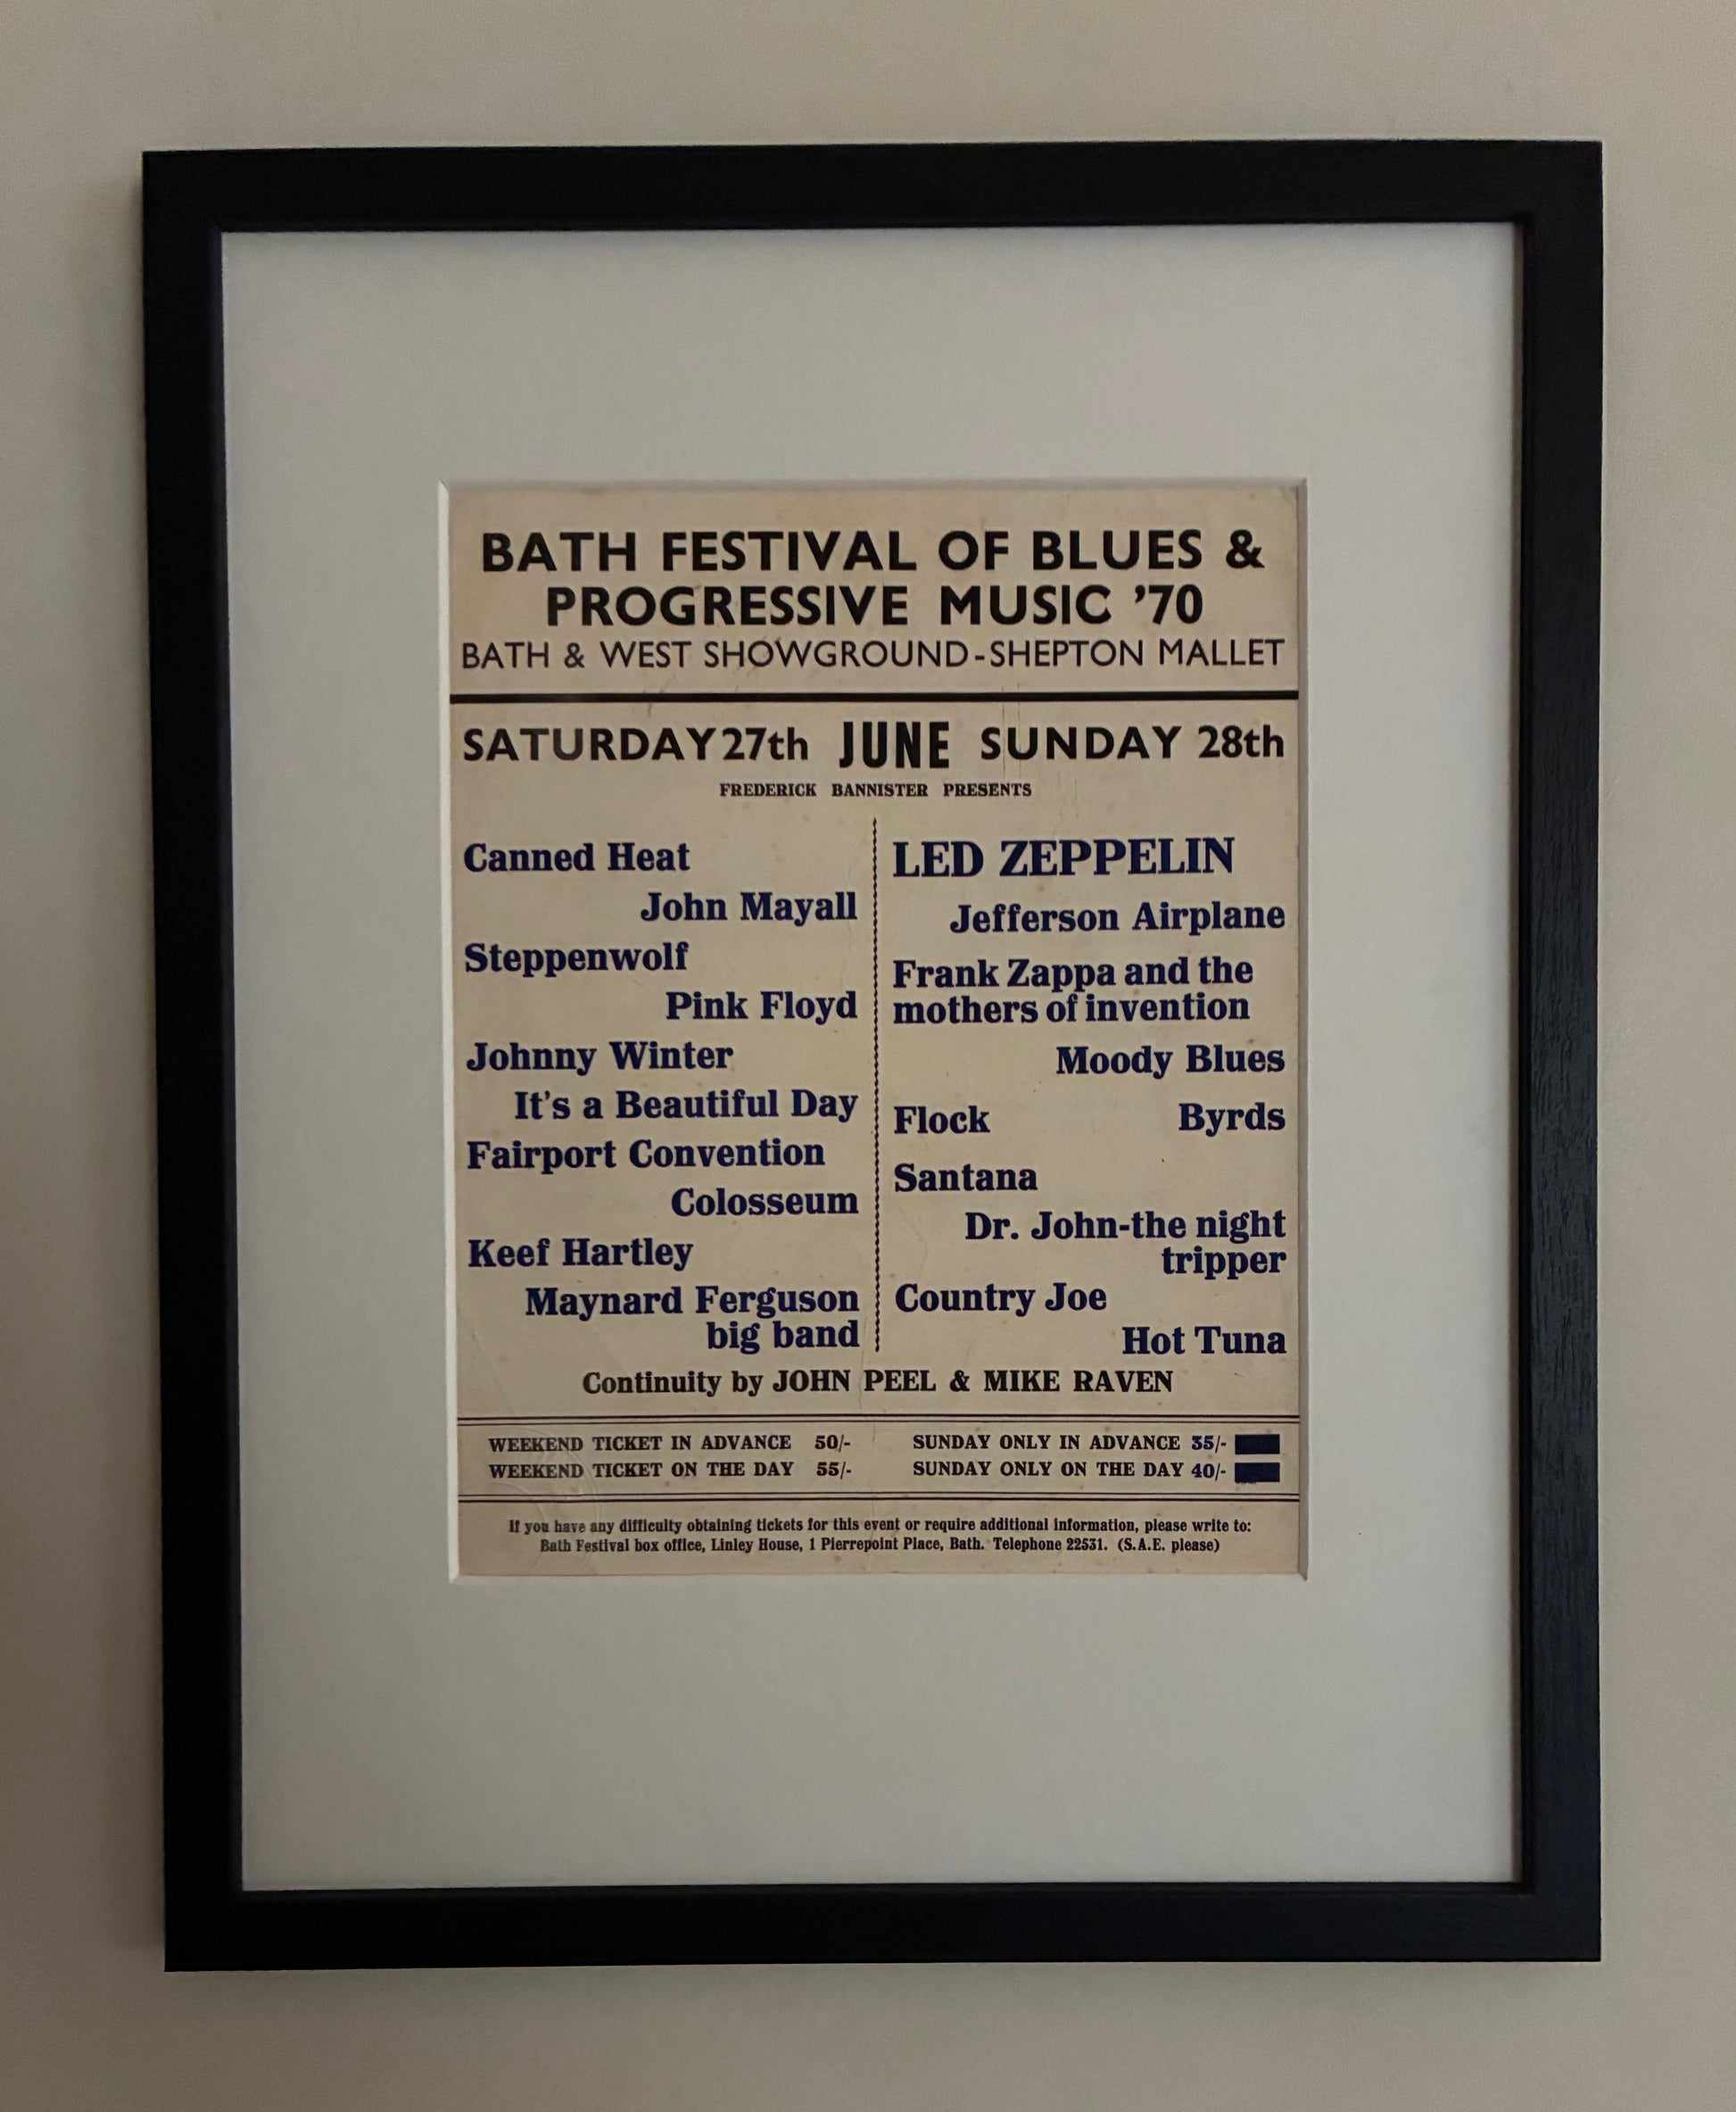 BATH FESTIVAL OF BLUES &
PROGRESSIVE MUSIC '70
BATH & WEST SHOWGROUND-SHEPTON MALLET
SATURDAY 27th JUNE SUNDAY 28th
FREDERICK BANNISTER PRESENTS
Canned Heat
John Mayall
Steppenwolf
Pink Floyd
Johnny Winter
It's a Beautiful Day
Fairport Convention
Colosseum
Keef Hartley
Maynard Ferguson
big band
LED ZEPPELIN
Jefferson Airplane
Frank Zappa and the
mothers of invention
Moody Blues
Flock Byrds
Santana
Dr. John-the night
tripper
Country Joe
Hot Tuna
Continuity by JOHN PEEL & MIKE RAVEN
WEEKEND TICKET IN ADVANCE 50/- SUNDAY ONLY IN ADVANCE 35/-
WEEKEND TICKET ON THE DAY 55/- SUNDAY ONLY ON THE DAY 40/-
If you have any difficulty obtaining tickets for this event or require additional information, please write to:
Bath Festival box office, Linley House, 1 Pierrepoint Place, Bath. Telephone 22531. (S.A.E. please)